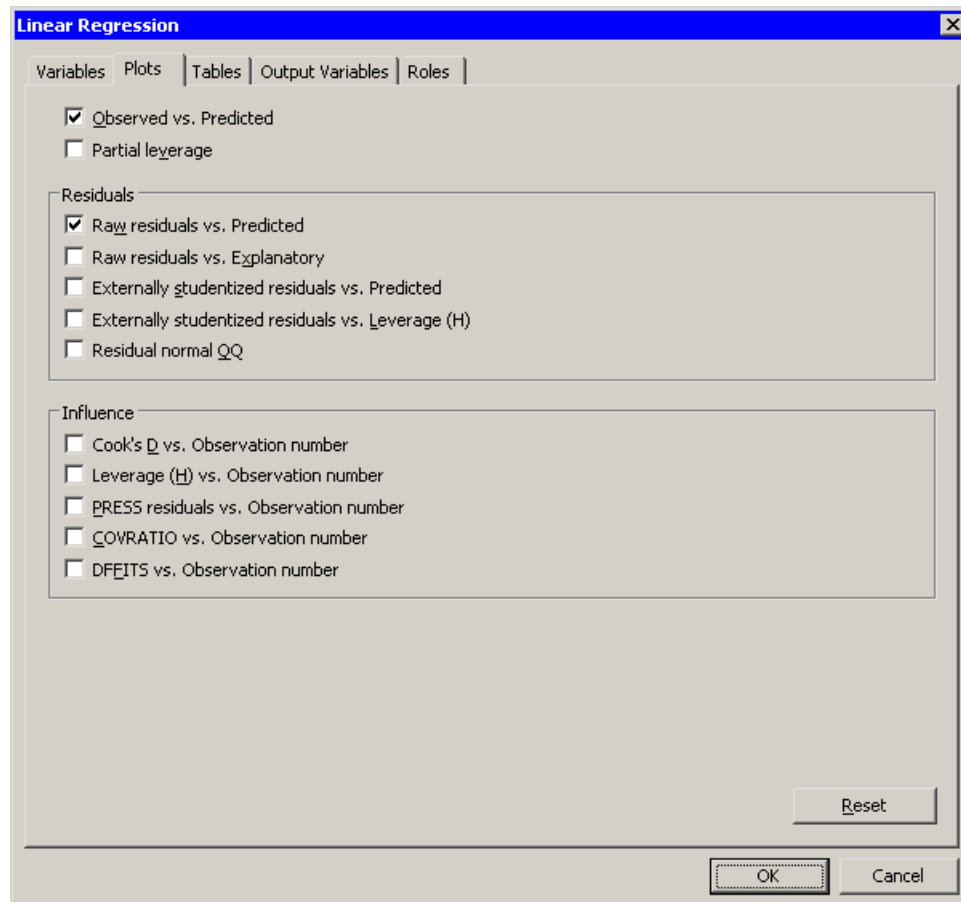 Linear Regression
Variables Plots Tables Output Variables Roles
Observed vs. Predicted
Partial leverage
Residuals
Raw residuals vs. Predicted
Raw residuals vs. Explanatory
Externally studentized residuals vs. Predicted
Externally studentized residuals vs. Leverage (H)
Residual normal QQ
Influence
Cook's D vs. Observation number
Leverage (H) vs. Observation number
PRESS residuals vs. Observation number
COVRATIO vs. Observation number
DFFITS vs. Observation number
Reset
OK Cancel